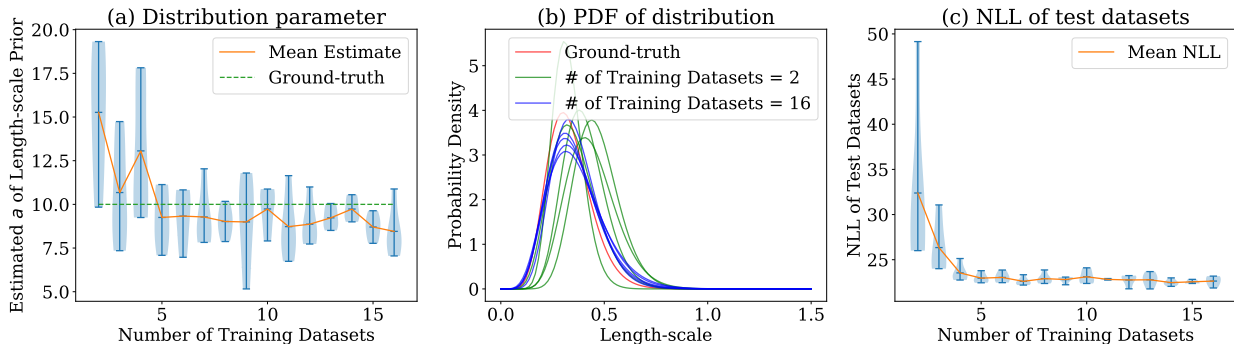 (a) Distribution parameter
Estimated a of Length-scale Prior
20.0
17.5
15.0
12.5
10.0
7.5
5.0
Mean Estimate
Ground-truth
5
10
15
Number of Training Datasets
(b) PDF of distribution
Probability Density
5
4
3
2
1
0
Ground-truth
# of Training Datasets = 2
# of Training Datasets = 16
0.0
0.5
1.0
1.5
Length-scale
(c) NLL of test datasets
NLL of Test Datasets
50
45
40
35
30
25
Mean NLL
5
10
15
Number of Training Datasets